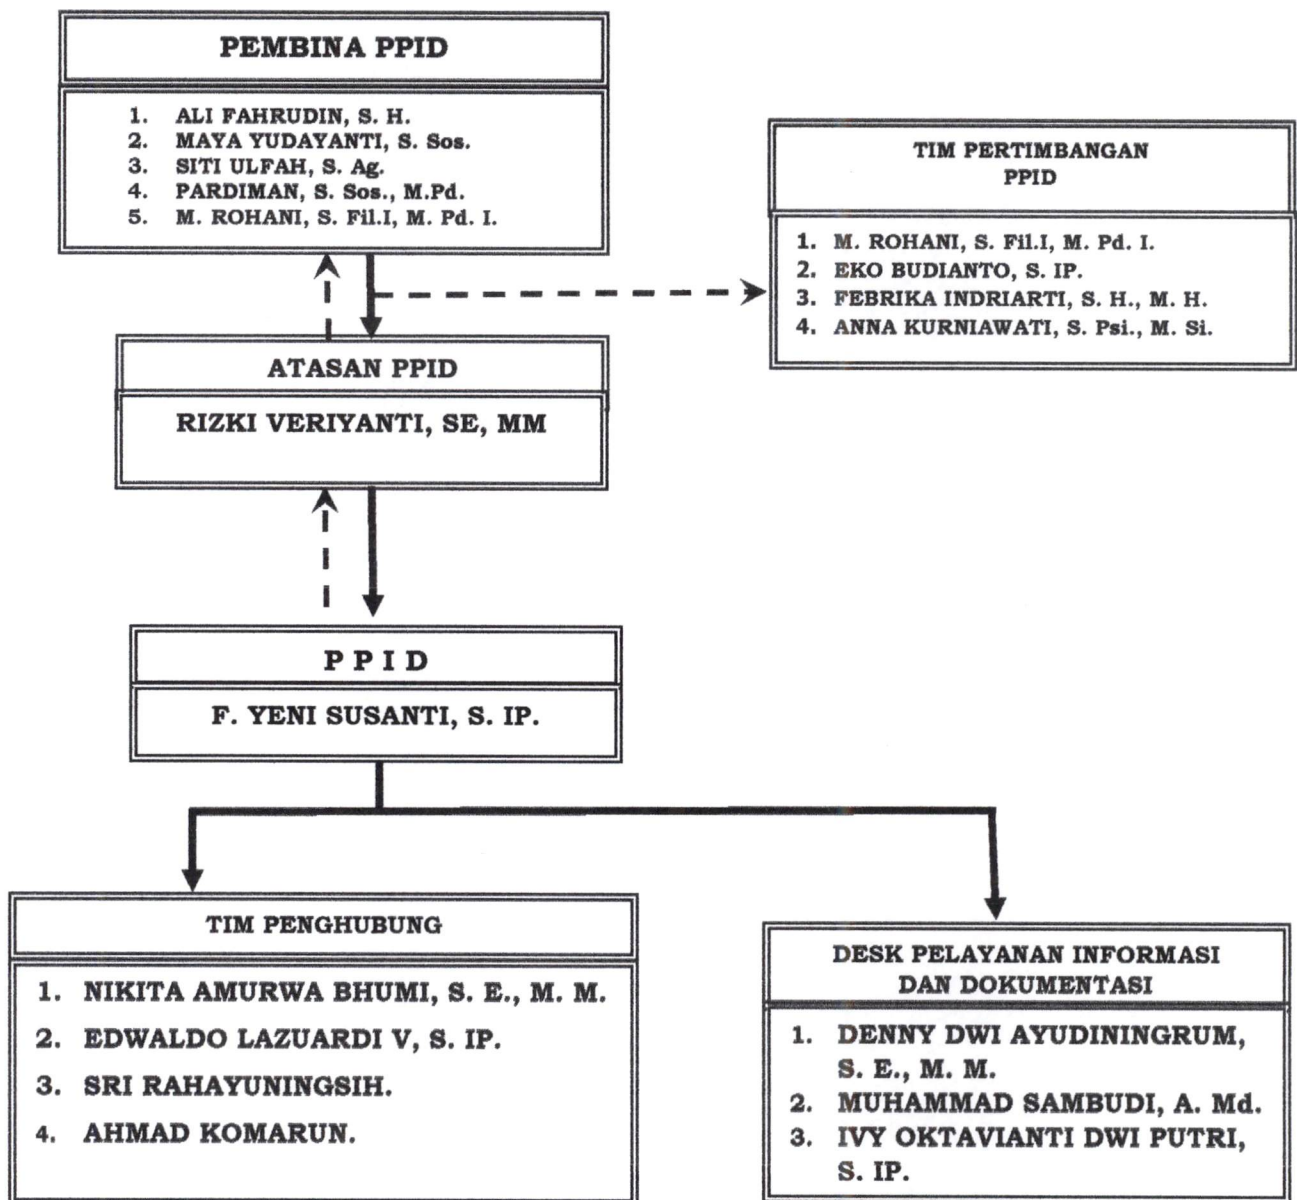 PEMBINA PPID
1. ALI FAHRUDIN, S. H.
2. MAYA YUDAYANTI, S. Sos.
3. SITI ULFAH, S. Ag.
4. PARDIMAN, S. Sos., M.Pd.
5. M. ROHANI, S. Fil.I, M. Pd. I.
TIM PERTIMBANGAN
PPID
1. M. ROHANI, S. Fil.I, M. Pd. I.
2. EKO BUDIANTO, S. IP.
3. FEBRIKA INDRIARTI, S. H., M. H.
4. ANNA KURNIAWATI, S. Psi., M. Si.
ATASAN PPID
RIZKI VERIYANTI, SE, MM
P P I D
F. YENI SUSANTI, S. IP.
TIM PENGHUBUNG
1. NIKITA AMURWA BHUMI, S. E., M. M.
2. EDWALDO LAZUARDI V, S. IP.
3. SRI RAHAYUNINGSIH.
4. AHMAD KOMARUN.
DESK PELAYANAN INFORMASI
DAN DOKUMENTASI
1. DENNY DWI AYUDININGRUM,
S. E., M. M.
2. MUHAMMAD SAMBUDI, A. Md.
3. IVY OKTAVIANTI DWI PUTRI,
S. IP.